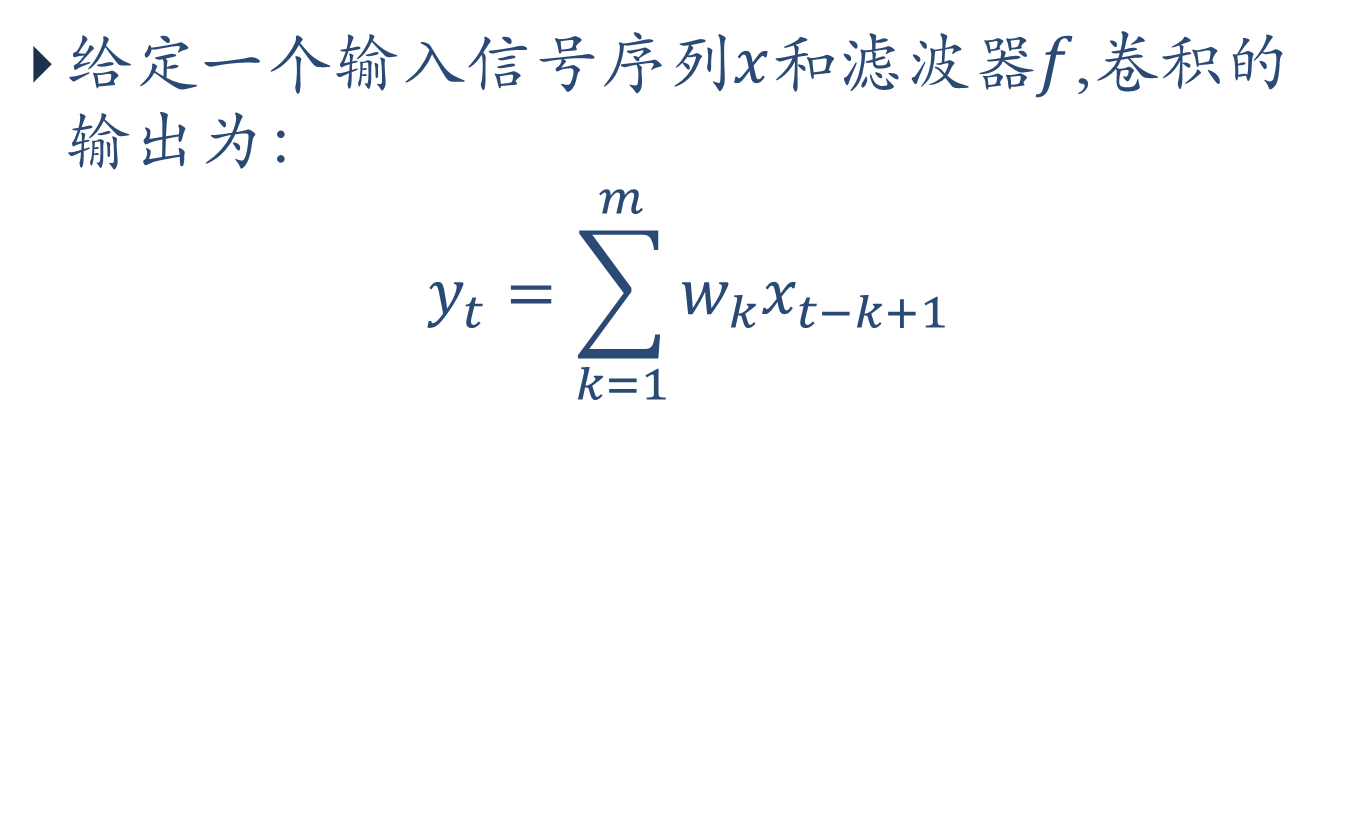 给定一个输入信号序列x和滤波器f,卷积的
输出为：
y_t = \sum_{k=1}^{m} w_k x_{t-k+1}